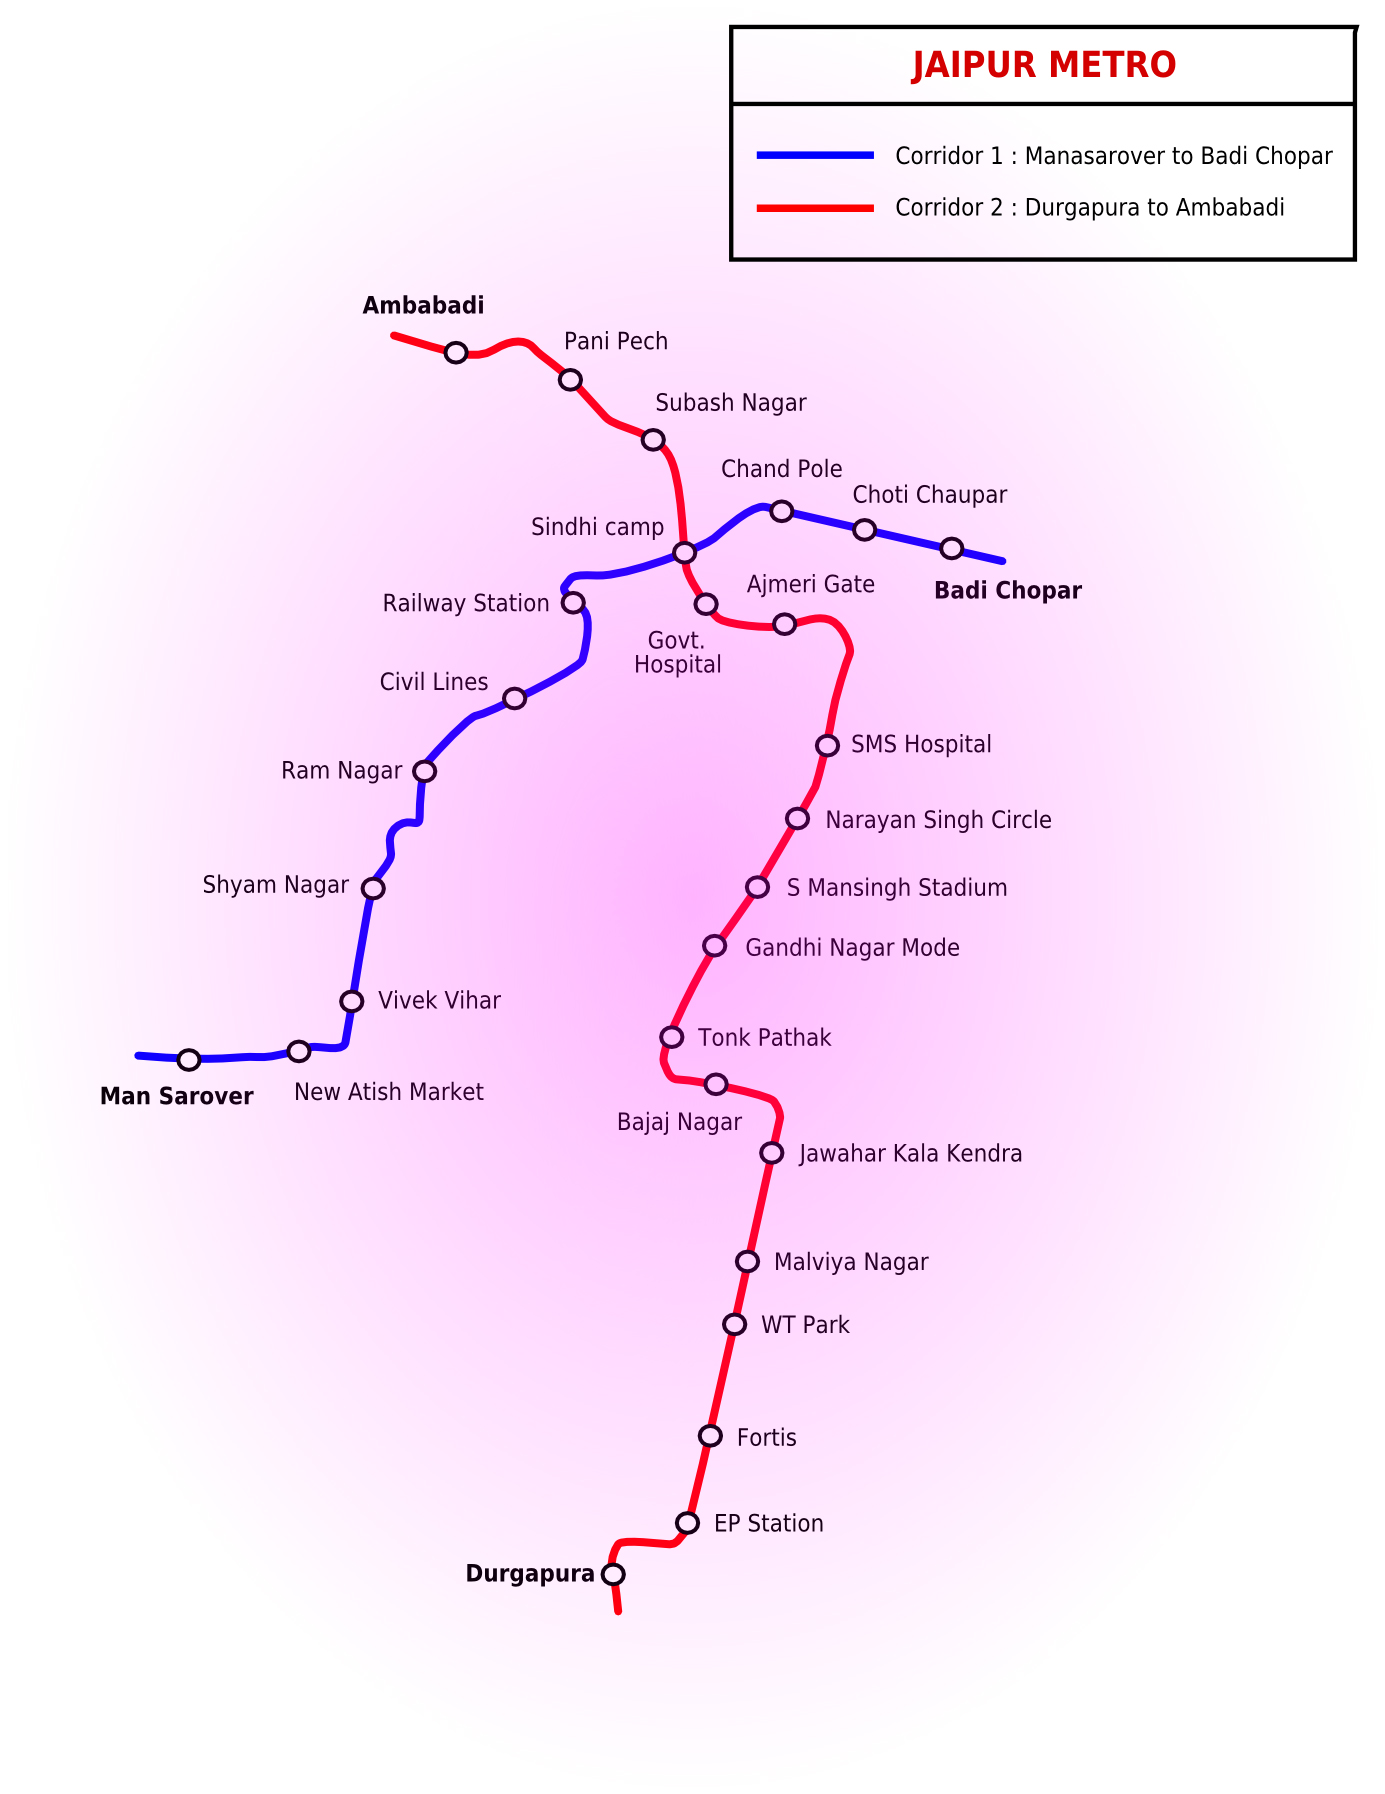 JAIPUR METRO
Corridor 1 : Manasarover to Badi Chopar
Corridor 2 : Durgapura to Ambabadi
Ambabadi
Pani Pech
Subash Nagar
Chand Pole
Choti Chaupar
Sindhi camp
Ajmeri Gate
Badi Chopar
Railway Station
Govt.
Hospital
Civil Lines
SMS Hospital
Ram Nagar
Narayan Singh Circle
Shyam Nagar
S Mansingh Stadium
Gandhi Nagar Mode
Vivek Vihar
Tonk Pathak
Man Sarover
New Atish Market
Bajaj Nagar
Jawahar Kala Kendra
Malviya Nagar
WT Park
Fortis
EP Station
Durgapura